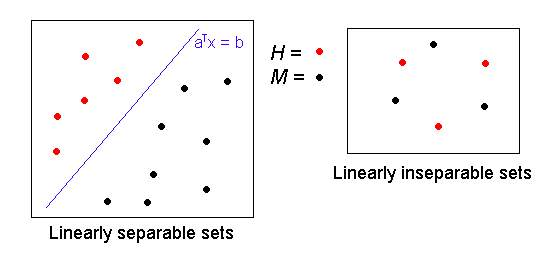 aᵀx = b
H =
M =
Linearly separable sets
Linearly inseparable sets